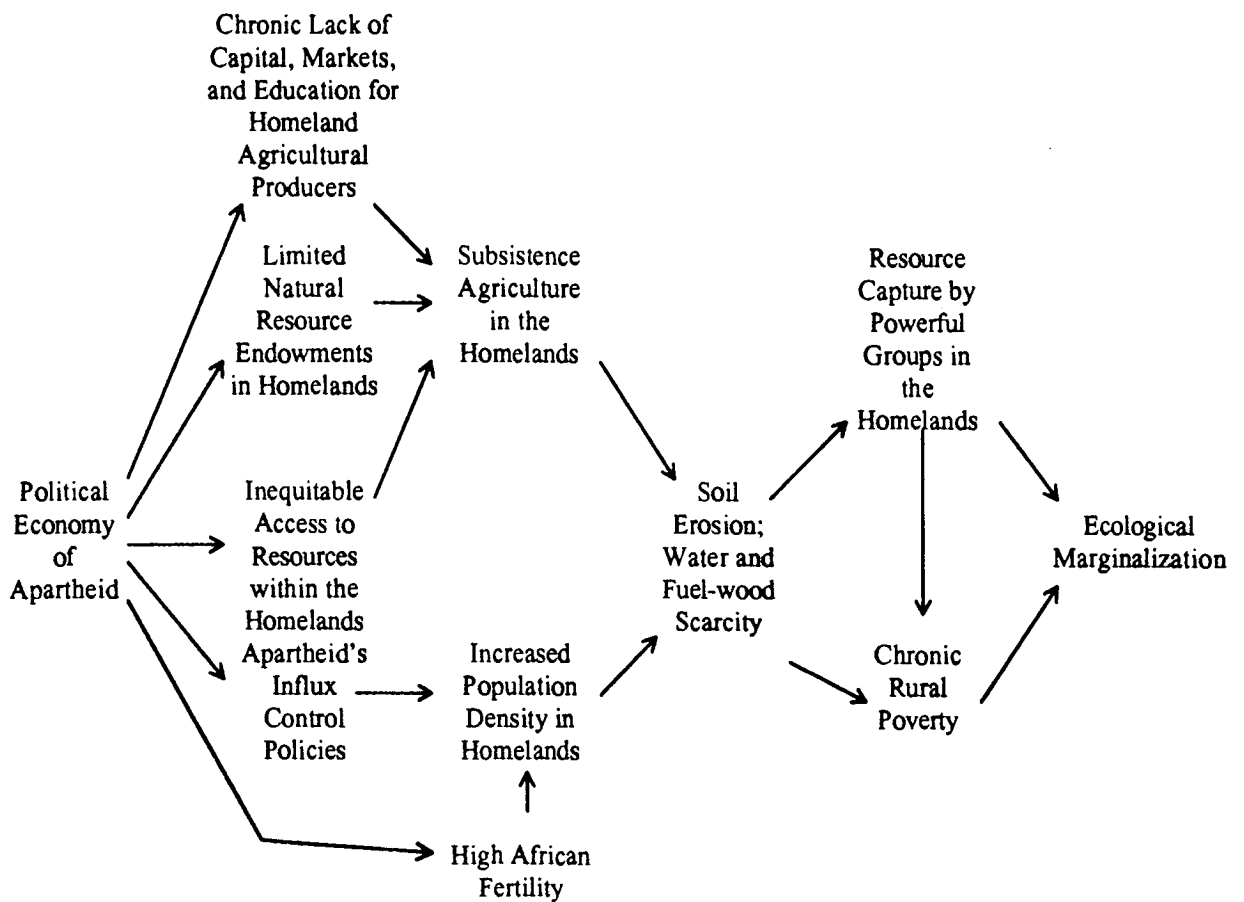 Chronic Lack of
Capital, Markets,
and Education for
Homeland
Agricultural
Producers
Limited
Natural
Resource
Endowments
in Homelands
Subsistence
Agriculture
in the
Homelands
Resource
Capture by
Powerful
Groups in
the
Homelands
Political
Economy
of
Apartheid
Inequitable
Access to
Resources
within the
Homelands
Apartheid's
Influx
Control
Policies
Increased
Population
Density in
Homelands
Soil
Erosion;
Water and
Fuel-wood
Scarcity
Ecological
Marginalization
Chronic
Rural
Poverty
High African
Fertility